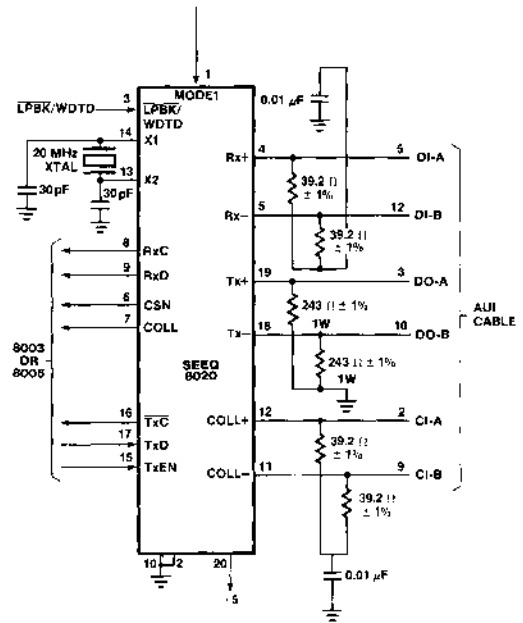 1
MODE1
0.01 µF
3
LPBK/WDTD
LPBK/
WDTD
14
X1
20 MHz
XTAL
13
X2
30pF
30pF
4
Rx+
DI-A
39.2 Ω
± 1%
5
Rx−
12
DI-B
39.2 Ω
± 1%
8
RxC
9
RxD
CSN
7
COLL
19
Tx+
3
DO-A
243 Ω ± 1%
1W
18
Tx−
10
DO-B
243 Ω ± 1%
1W
AUI
CABLE
8003
OR
8005
SEEQ
8020
16
TxC
17
TxD
15
TxEN
12
COLL+
2
CI-A
39.2 Ω
± 1%
11
COLL−
9
CI-B
39.2 Ω
± 1%
10
2
20
0.01 µF